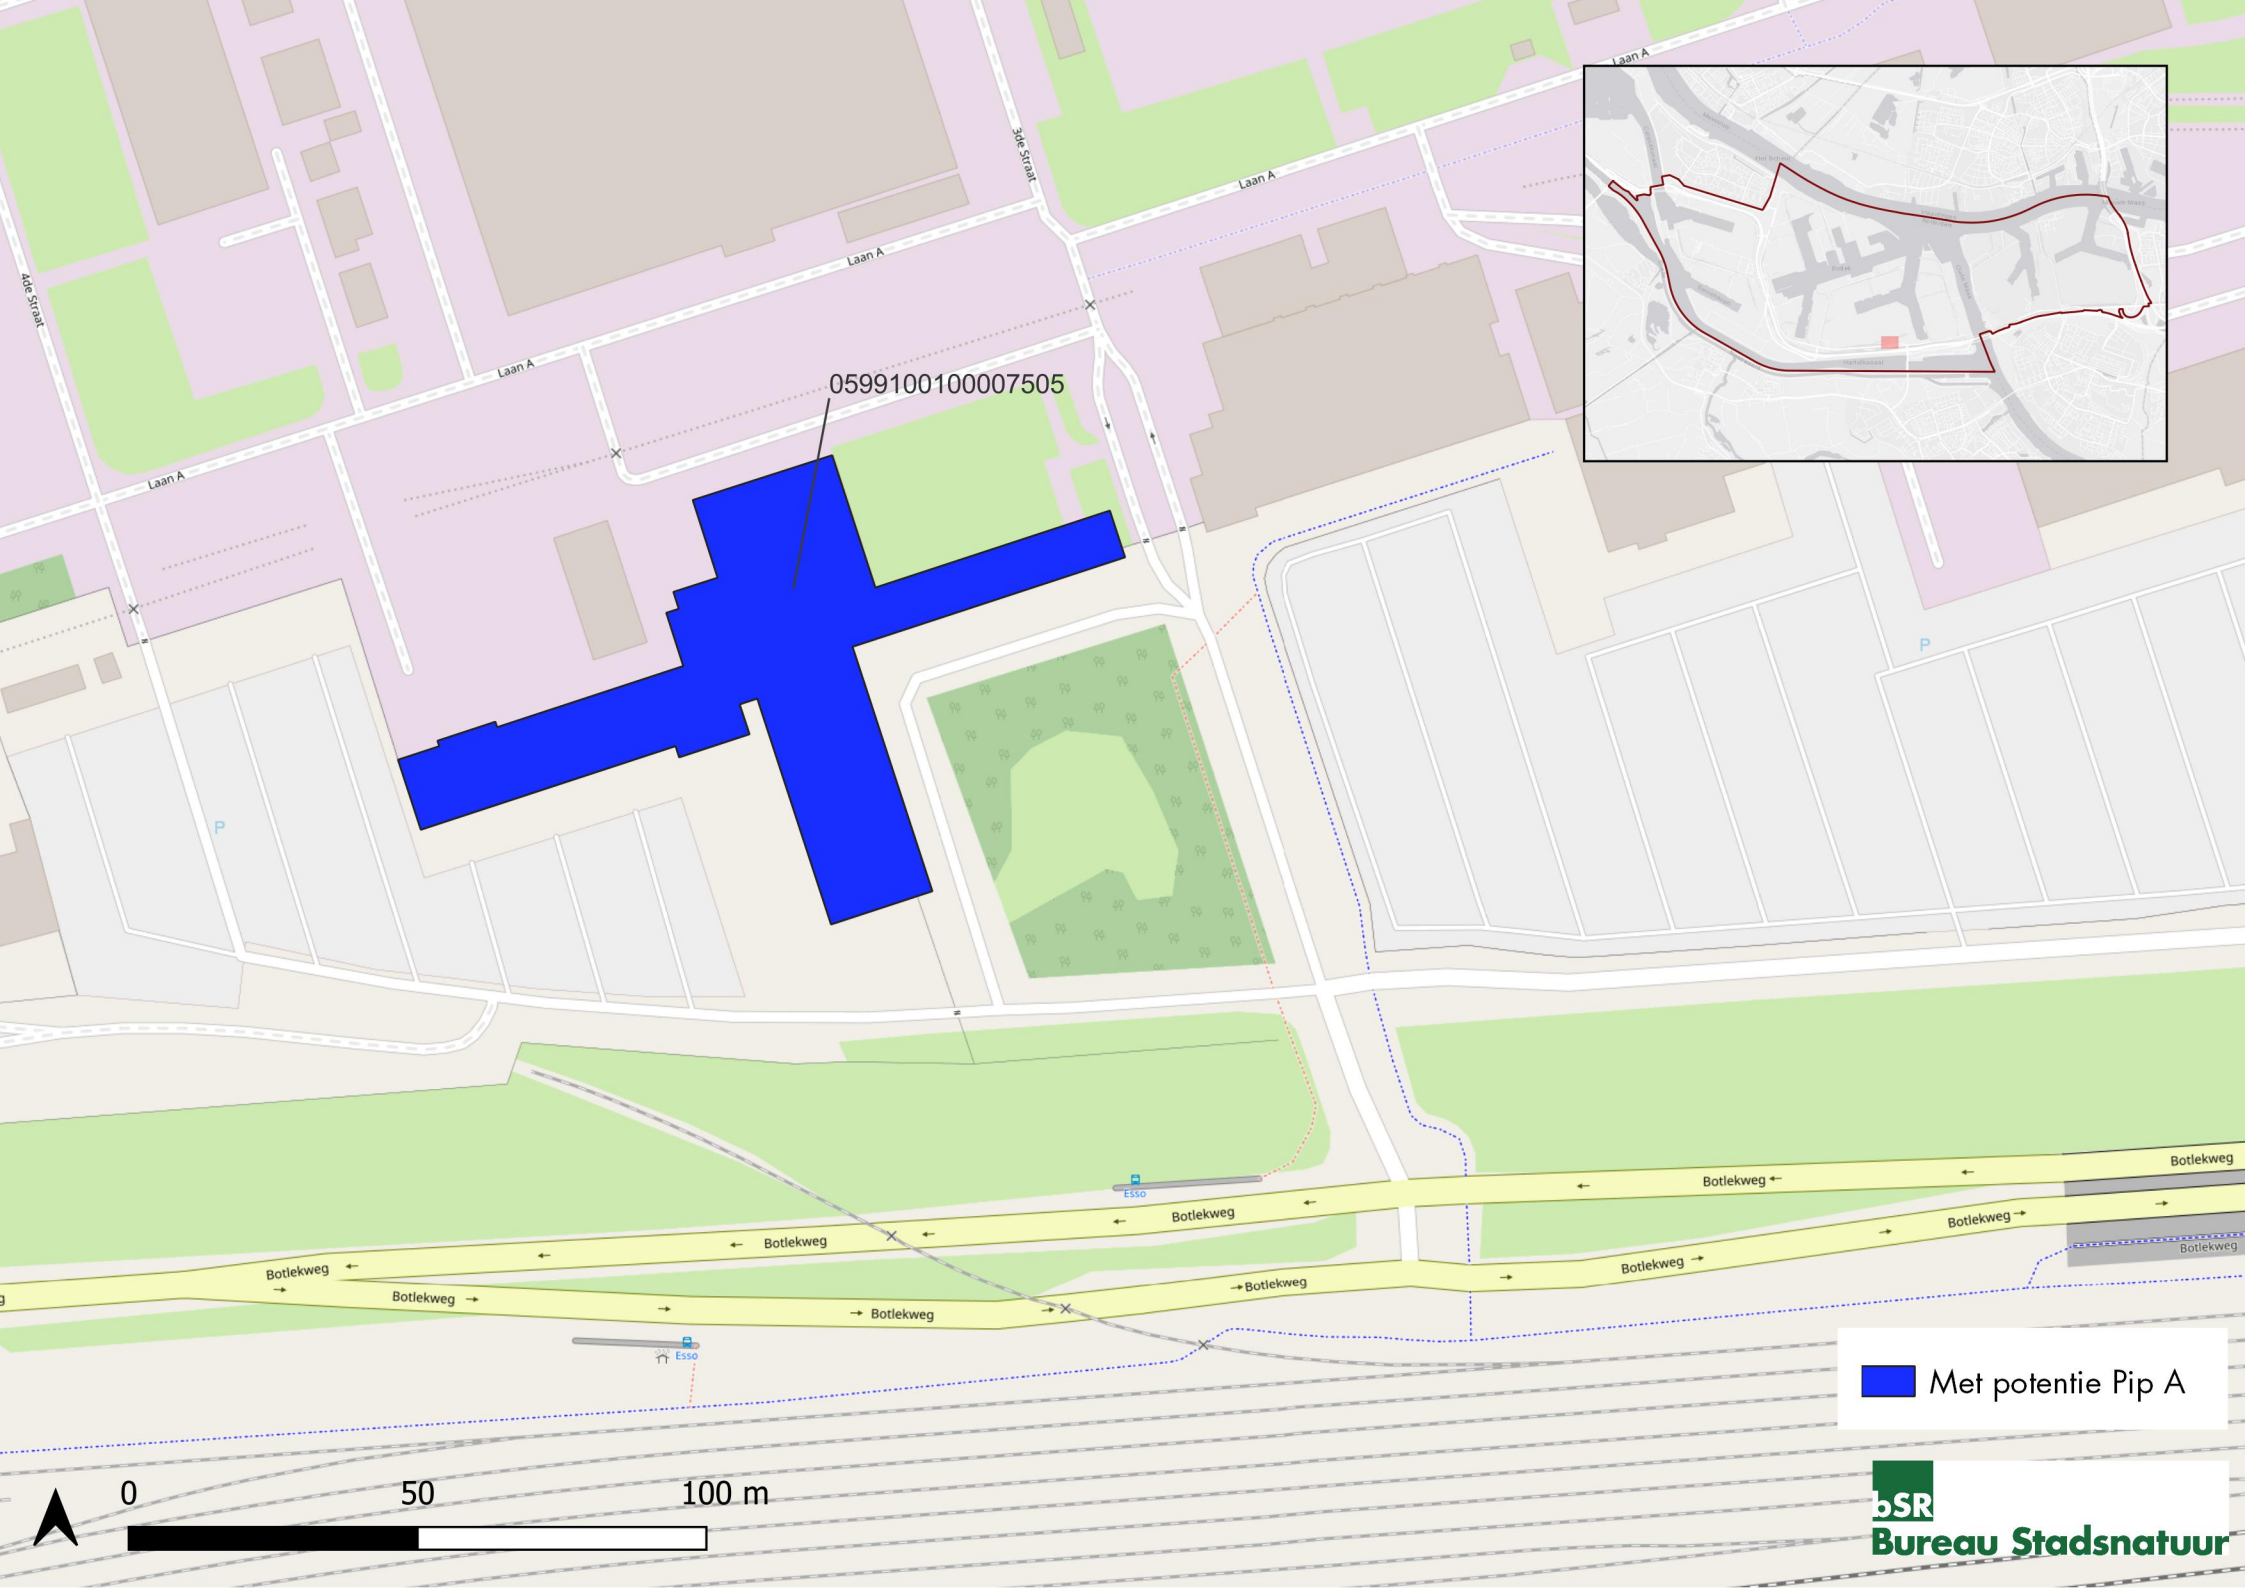 Laan A
3de Straat
Laan A
Laan A
4de Straat
Laan A
0599100100007505
Laan A
P
P
Botlekweg
Botlekweg
Esso
Botlekweg
Botlekweg
Botlekweg
Botlekweg
Botlekweg
Botlekweg
Botlekweg
Botlekweg
Botlekweg
g
Esso
Met potentie Pip A
0 50 100 m
bSR
Bureau Stadsnatuur